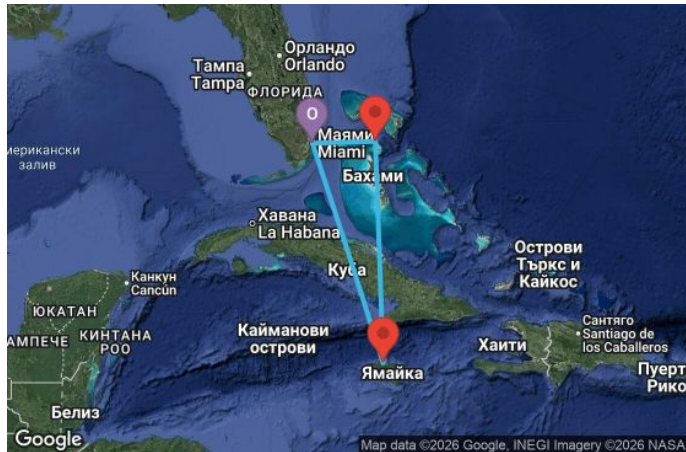 Орландо
Orlando
Тампа
Tampa
ФЛОРИДА
O
Маями
Miami
мерикански
залив
Бахами
Хавана
La Habana
Острови
Търкс и
Кайкос
Куба
Канкун
Cancún
ЮКАТАН
АМПЕЧЕ
КИНТАНА
РОО
Кайманови
острови
Хаити
Сантяго
Santiago de
los Caballeros
Ямайка
Пуерт
Рико
Белиз
Google
Map data ©2026 Google, INEGI Imagery ©2026 NASA